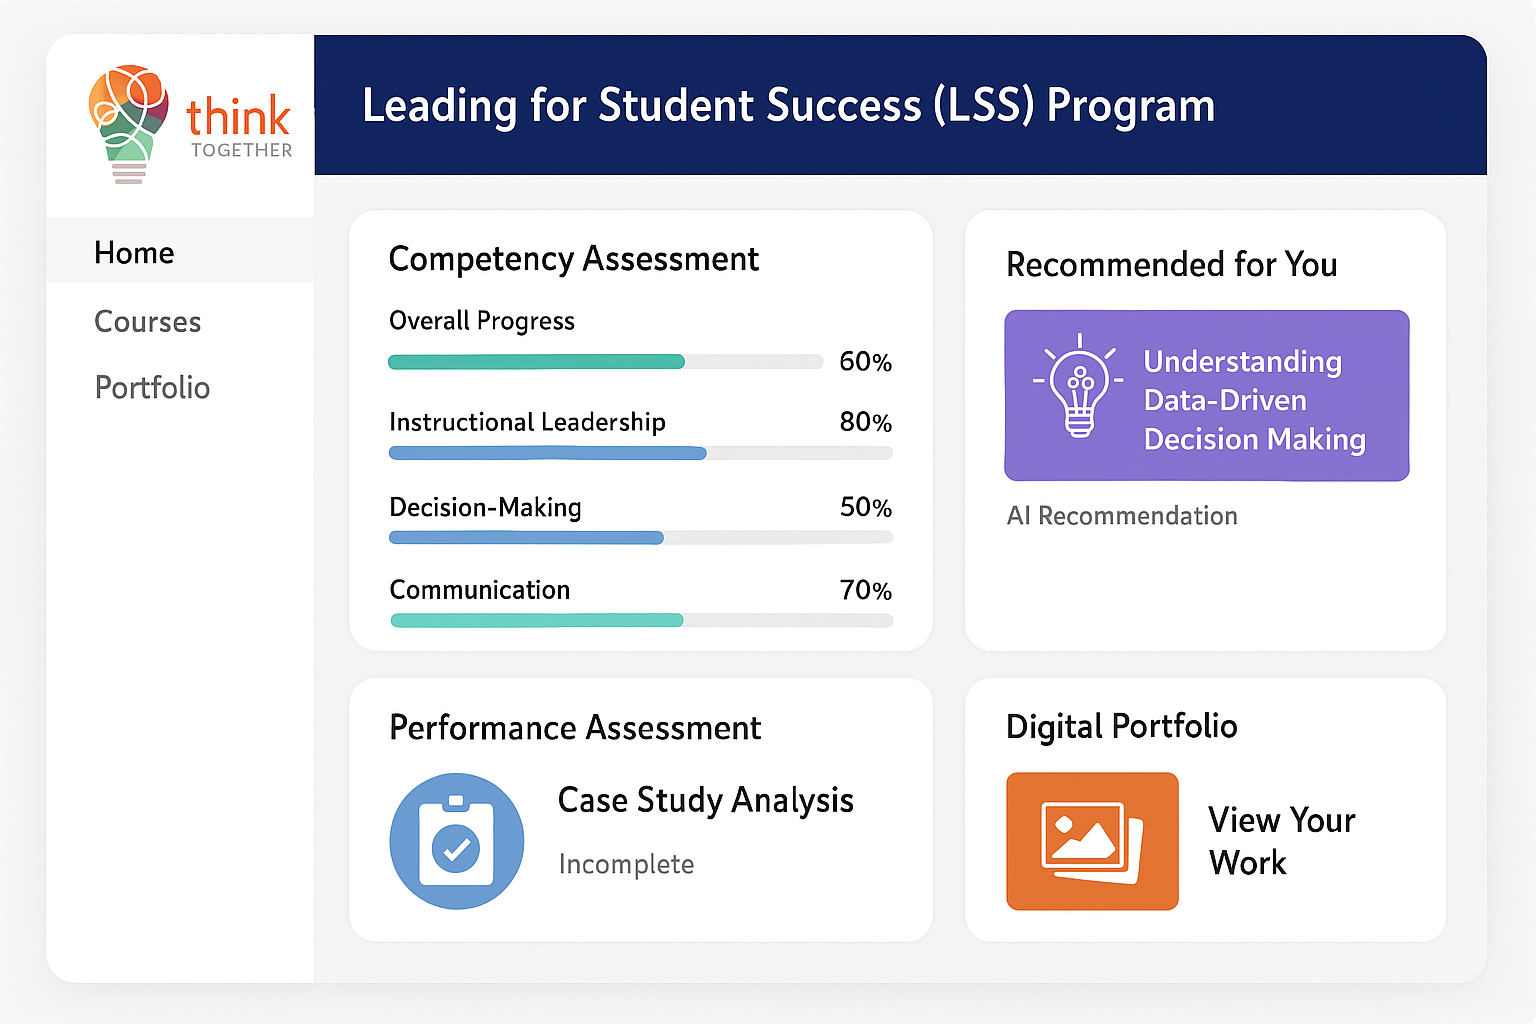 think
TOGETHER
Home
Courses
Portfolio
Leading for Student Success (LSS) Program
Competency Assessment
Overall Progress
60%
Instructional Leadership 80%
Decision-Making 50%
Communication 70%
Recommended for You
Understanding
Data-Driven
Decision Making
AI Recommendation
Performance Assessment
Case Study Analysis
Incomplete
Digital Portfolio
View Your
Work